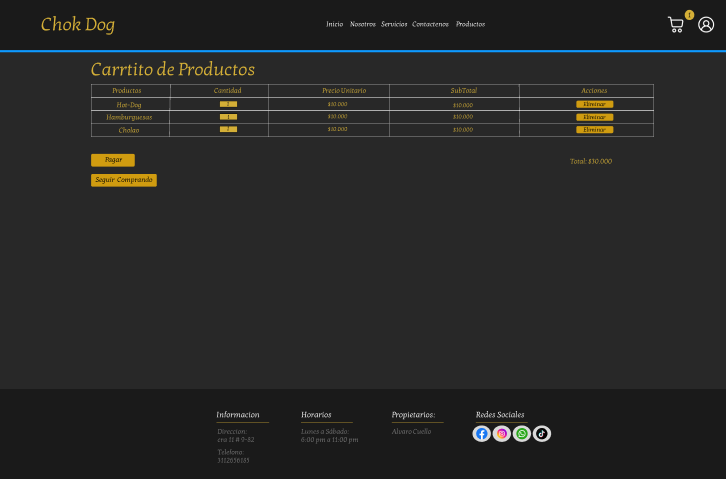 Chok Dog
Inicio Nosotros Servicios Contactenos Productos
1
Carrtito de Productos
Productos Cantidad Precio Unitario SubTotal Acciones
Hot-Dog 1 $10.000 $10.000 Eliminar
Hamburguesas 1 $10.000 $10.000 Eliminar
Cholao 1 $10.000 $10.000 Eliminar
Pagar
Total: $30.000
Seguir Comprando
Informacion Horarios Propietarios: Redes Sociales
Direccion: Lunes a Sábado: Alvaro Cuello
cra 11 # 9-82 6:00 pm a 11:00 pm
Telefono: